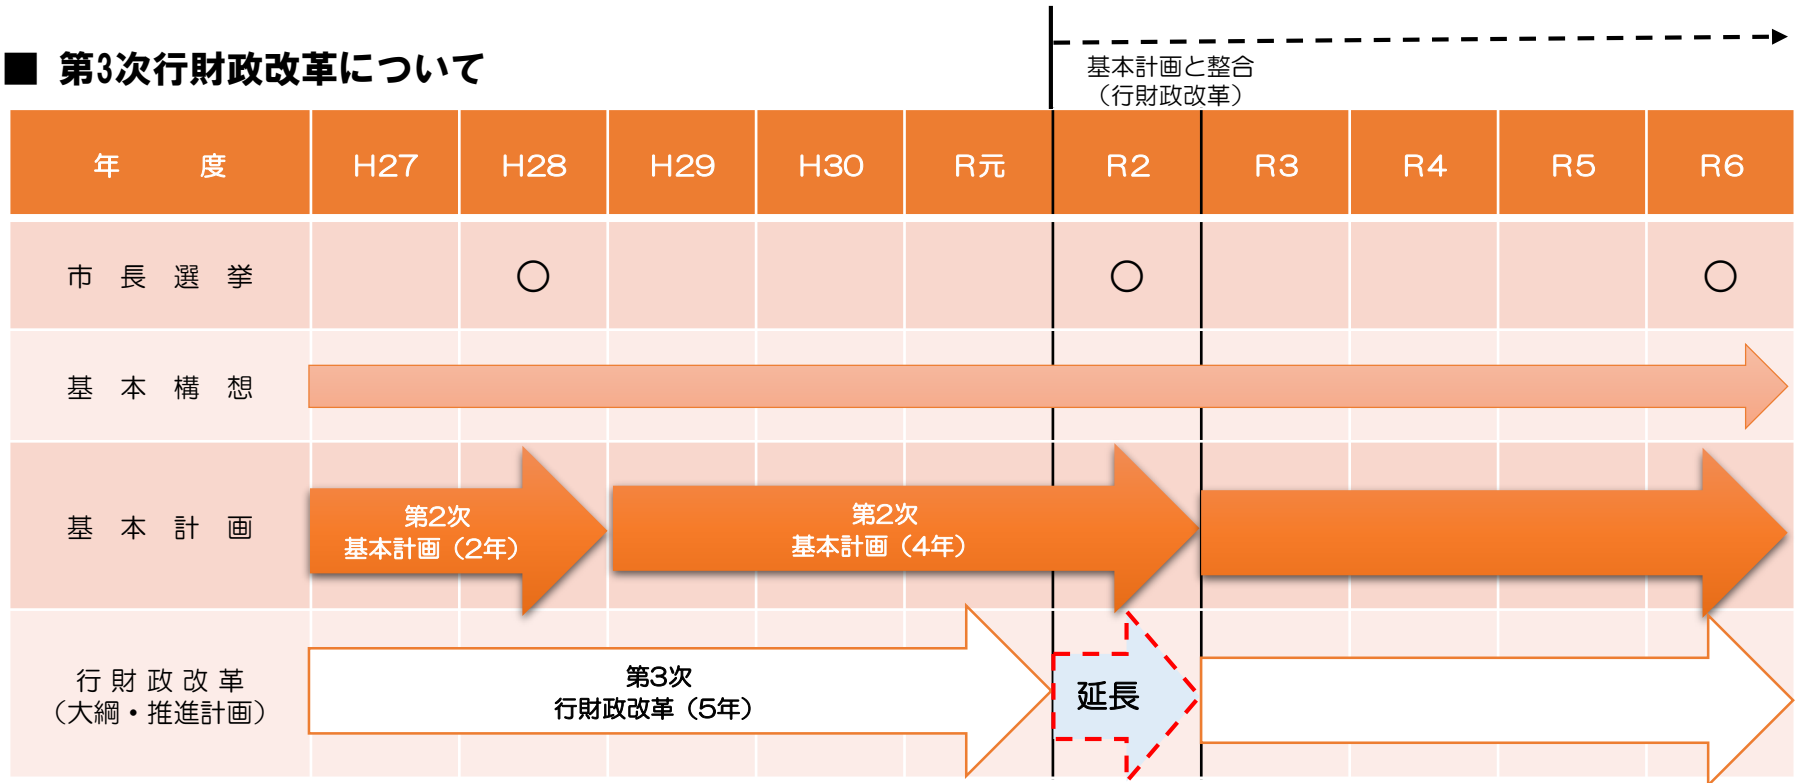 ■ 第3次行財政改革について
基本計画と整合
（行財政改革）
年 度 H27 H28 H29 H30 R元 R2 R3 R4 R5 R6
市 長 選 挙 ○ ○ ○
基 本 構 想
基 本 計 画
第2次
基本計画（2年）
第2次
基本計画（4年）
行 財 政 改 革
（大綱・推進計画）
第3次
行財政改革（5年）
延長